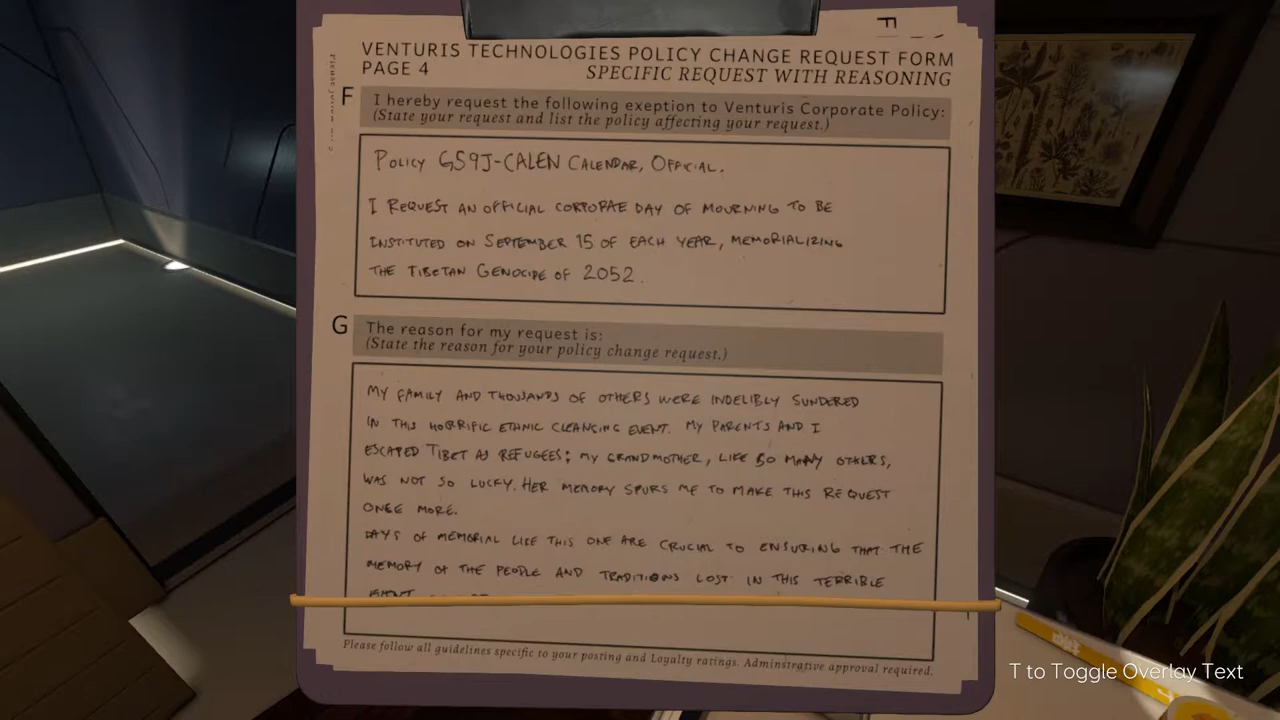 VENTURIS TECHNOLOGIES POLICY CHANGE REQUEST FORM
PAGE 4 SPECIFIC REQUEST WITH REASONING
F I hereby request the following exeption to Venturis Corporate Policy:
(State your request and list the policy affecting your request.)
POLICY GS9J-CALEN CALENDAR, OFFICIAL.
I REQUEST AN OFFICIAL CORPORATE DAY OF MOURNING TO BE
INSTITUTED ON SEPTEMBER 15 OF EACH YEAR, MEMORIALIZING
THE TIBETAN GENOCIDE OF 2052.
G The reason for my request is:
(State the reason for your policy change request.)
MY FAMILY AND THOUSANDS OF OTHERS WERE INDELIBLY SUNDERED
IN THIS HORRIFIC ETHNIC CLEANSING EVENT. MY PARENTS AND I
ESCAPED TIBET AS REFUGEES; MY GRANDMOTHER, LIKE SO MANY OTHERS,
WAS NOT SO LUCKY. HER MEMORY SPURS ME TO MAKE THIS REQUEST
ONCE MORE.
DAYS OF MEMORIAL LIKE THIS ONE ARE CRUCIAL TO ENSURING THAT THE
MEMORY OF THE PEOPLE AND TRADITIONS LOST IN THIS TERRIBLE
EVENT
Please follow all guidelines specific to your posting and Loyalty ratings. Adminstrative approval required.
T to Toggle Overlay Text